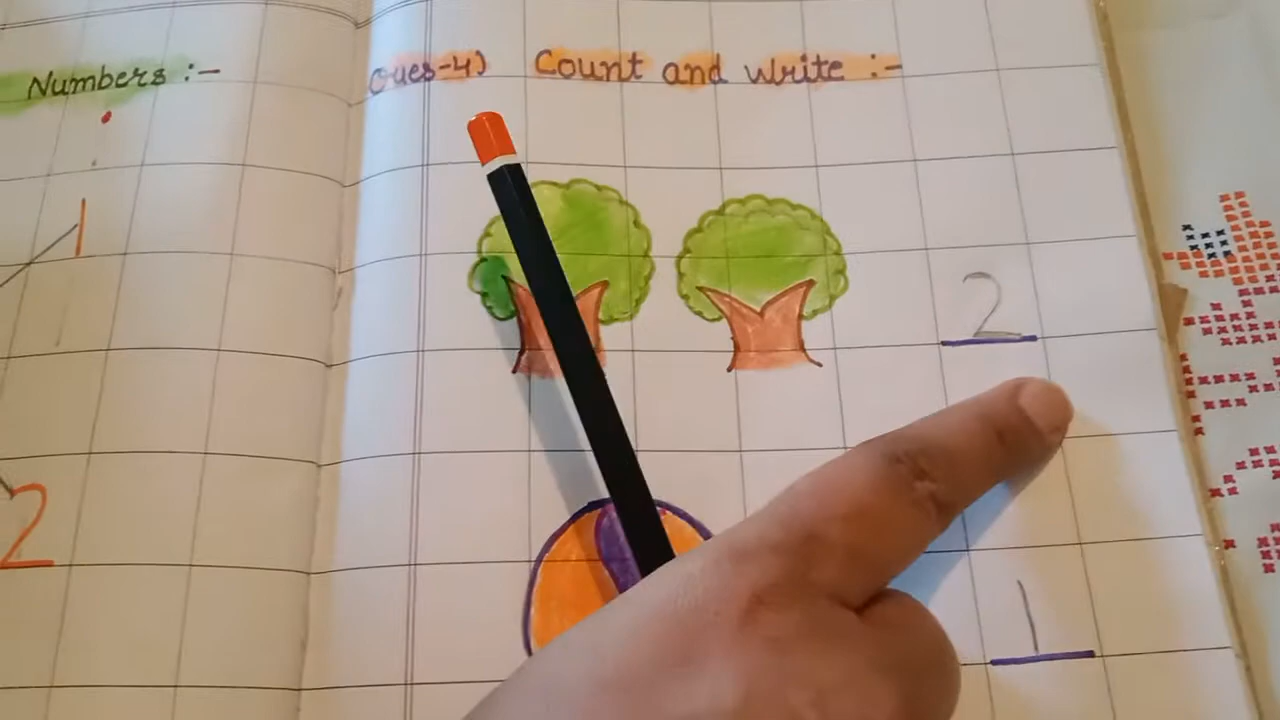 Numbers :-
1
2
Ques-4) Count and write :-
2
1